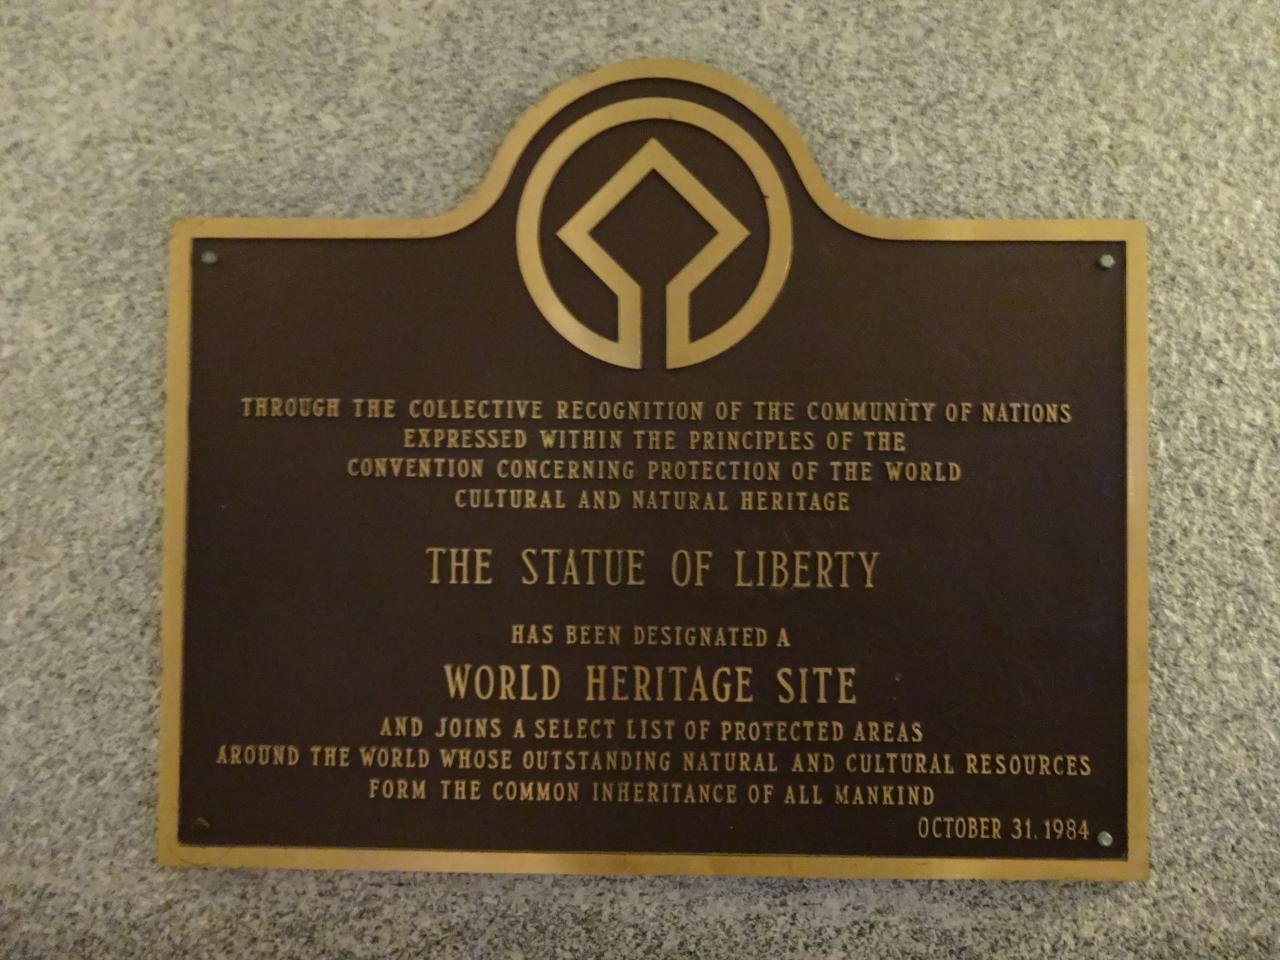 THROUGH THE COLLECTIVE RECOGNITION OF THE COMMUNITY OF NATIONS
EXPRESSED WITHIN THE PRINCIPLES OF THE
CONVENTION CONCERNING PROTECTION OF THE WORLD
CULTURAL AND NATURAL HERITAGE
THE STATUE OF LIBERTY
HAS BEEN DESIGNATED A
WORLD HERITAGE SITE
AND JOINS A SELECT LIST OF PROTECTED AREAS
AROUND THE WORLD WHOSE OUTSTANDING NATURAL AND CULTURAL RESOURCES
FORM THE COMMON INHERITANCE OF ALL MANKIND
OCTOBER 31, 1984